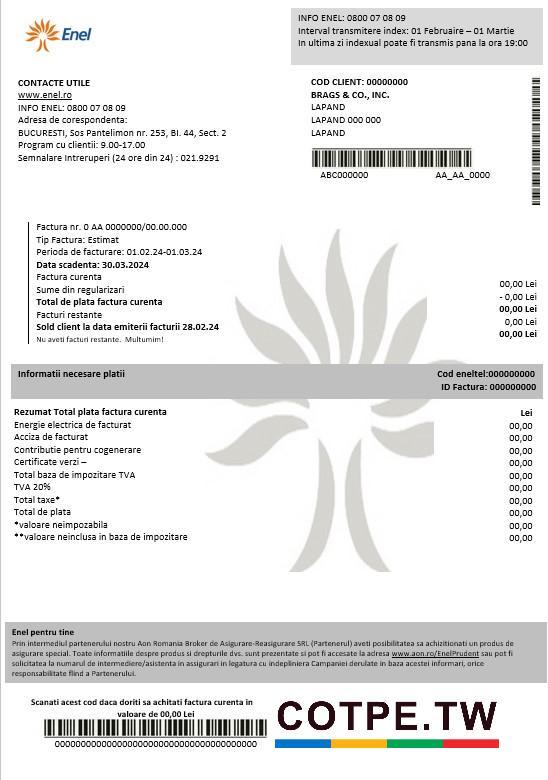 Enel
INFO ENEL: 0800 07 08 09
Interval transmitere index: 01 Februaire – 01 Martie
In ultima zi indexual poate fi transmis pana la ora 19:00
CONTACTE UTILE
www.enel.ro
INFO ENEL: 0800 07 08 09
Adresa de corespondenta:
BUCURESTI, Sos Pantelimon nr. 253, BI. 44, Sect. 2
Program cu clientii: 9.00-17.00
Semnalare Intreruperi (24 ore din 24) : 021.9291
COD CLIENT: 00000000
BRAGS & CO., INC.
LAPAND
LAPAND 000 000
LAPAND
ABC000000 AA_AA_0000
Factura nr. 0 AA 0000000/00.00.000
Tip Factura: Estimat
Perioda de facturare: 01.02.24-01.03.24
Data scadenta: 30.03.2024
Factura curenta 00,00 Lei
Sume din regularizari - 0,00 Lei
Total de plata factura curenta 00,00 Lei
Facturi restante 0,00 Lei
Sold client la data emiterii facturii 28.02.24 00,00 Lei
Nu aveti facturi restante. Multumim!
Informatii necesare platii Cod eneltel:000000000
ID Factura: 000000000
Rezumat Total plata factura curenta Lei
Energie electrica de facturat 00,00
Acciza de facturat 00,00
Contributie pentru cogenerare 00,00
Certificate verzi – 00,00
Total baza de impozitare TVA 00,00
TVA 20% 00,00
Total taxe* 00,00
Total de plata 00,00
*valoare neimpozabila 00,00
**valoare neinclusa in baza de impozitare 00,00
Enel pentru tine
Prin intermediul partenerului nostru Aon Romania Broker de Asigurare-Reasigurare SRL (Partenerul) aveti posibilitatea sa achizitionati un produs de
asigurare special. Toate informatiile despre produs si drepturile dvs. sunt prezentate si pot fi accesate la adresa www.aon.ro/EnelPrudent sau pot fi
solicitatea la numarul de intermediere/asistenta in asigurari in legatura cu indepliniera Campaniei derulate in baza acestei informari, orice
responsabilitate fiind a Partenerului.
Scanati acest cod daca doriti sa achitati factura curenta in
valoare de 00,00 Lei
000000000000000000000000000000000000
COTPE.TW